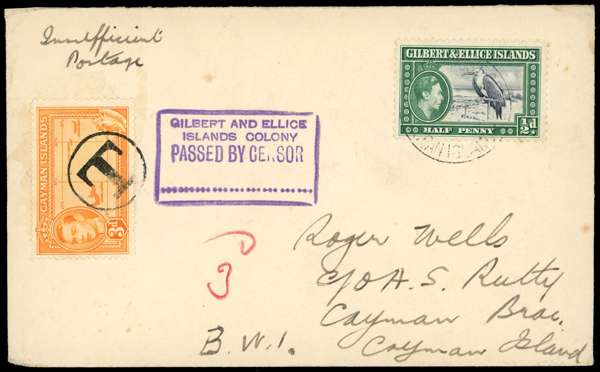 Insufficient
Postage
GILBERT & ELLICE ISLANDS
HALF PENNY
½d.
CAYMAN ISLANDS
3d
T
GILBERT AND ELLICE
ISLANDS COLONY
PASSED BY CENSOR
3
Roger Wells
C/O A. S. Rutty
Cayman Brac.
B.W.I. Cayman Island